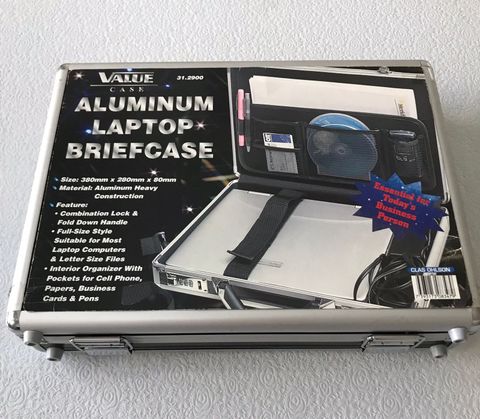 VALUE
CASE
31.2900
ALUMINUM
LAPTOP
BRIEFCASE
• Size: 380mm x 280mm x 80mm
• Material: Aluminum Heavy
Construction
• Feature:
• Combination Lock &
Fold Down Handle
• Full-Size Style
Suitable for Most
Laptop Computers
& Letter Size Files
• Interior Organizer With
Pockets for Cell Phone,
Papers, Business
Cards & Pens
Essential for
Today's
Business
Person
CLAS OHLSON